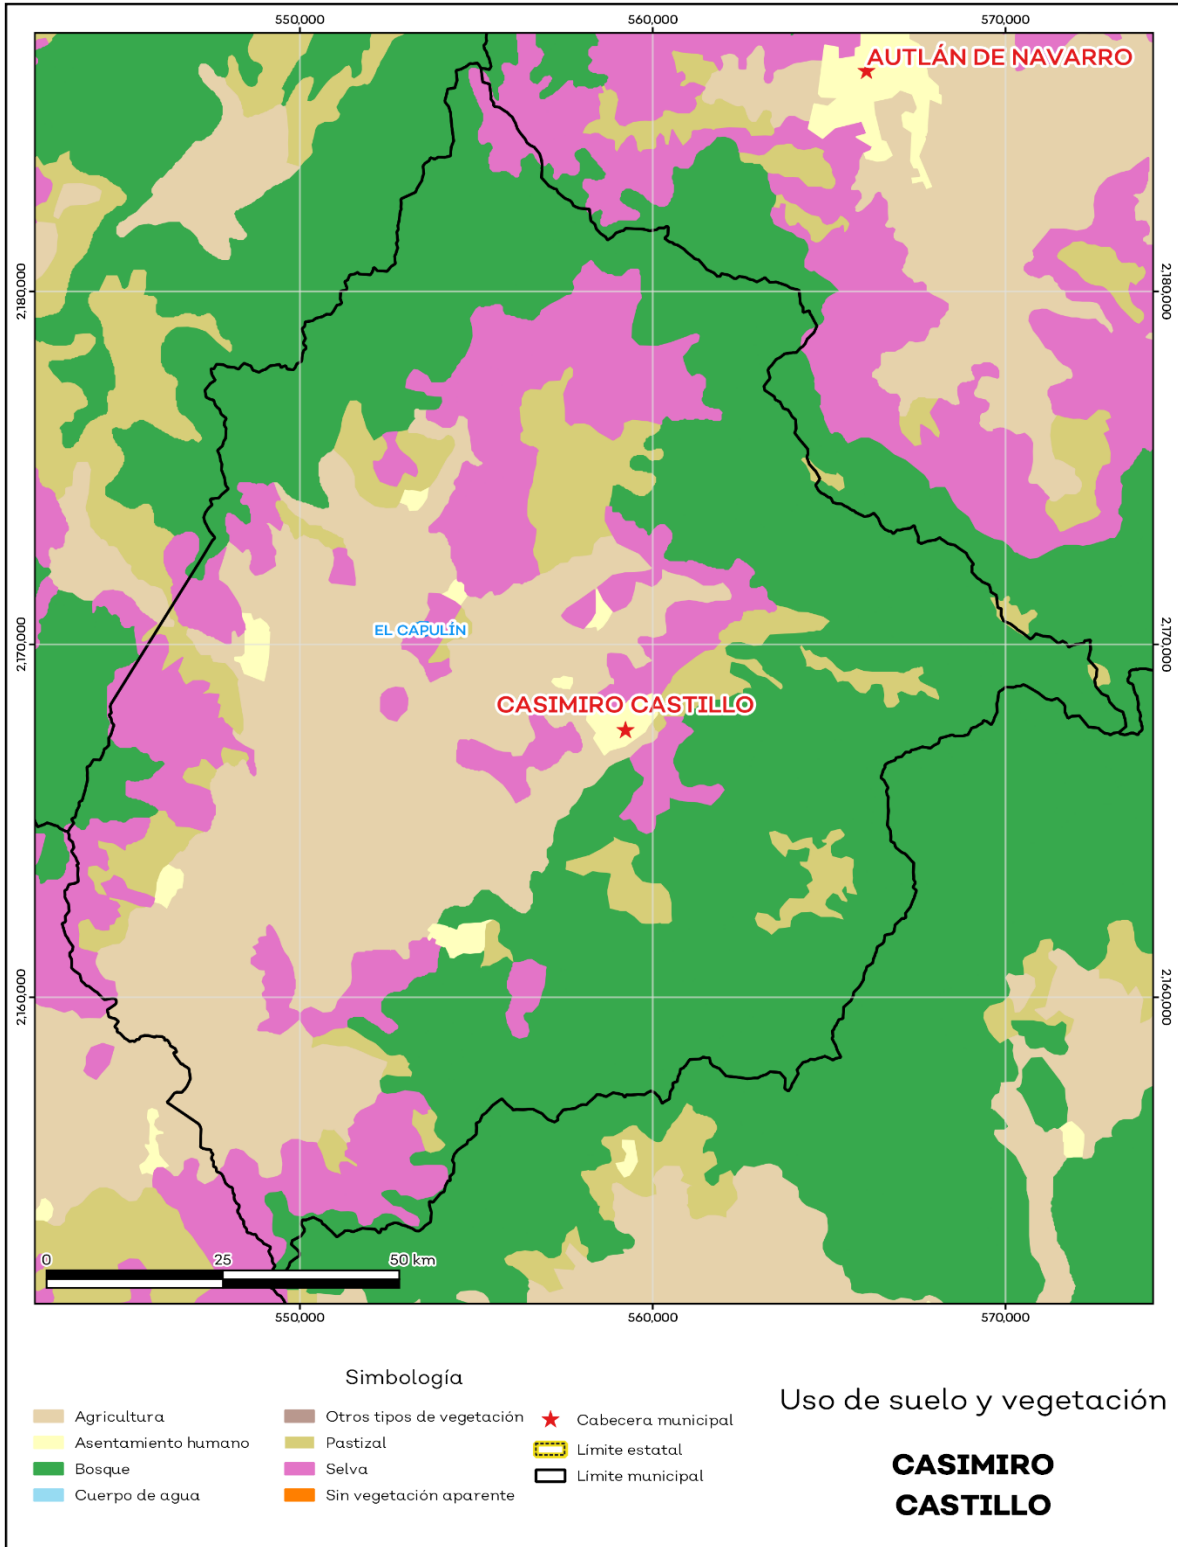 550,000
560,000
570,000
AUTLÁN DE NAVARRO
2,180,000
2,180,000
EL CAPULÍN
2,170,000
2,170,000
CASIMIRO CASTILLO
2,160,000
2,160,000
0
25
50 km
550,000
560,000
570,000
Simbología
Agricultura
Asentamiento humano
Bosque
Cuerpo de agua
Otros tipos de vegetación
Pastizal
Selva
Sin vegetación aparente
Cabecera municipal
Límite estatal
Límite municipal
Uso de suelo y vegetación
CASIMIRO
CASTILLO